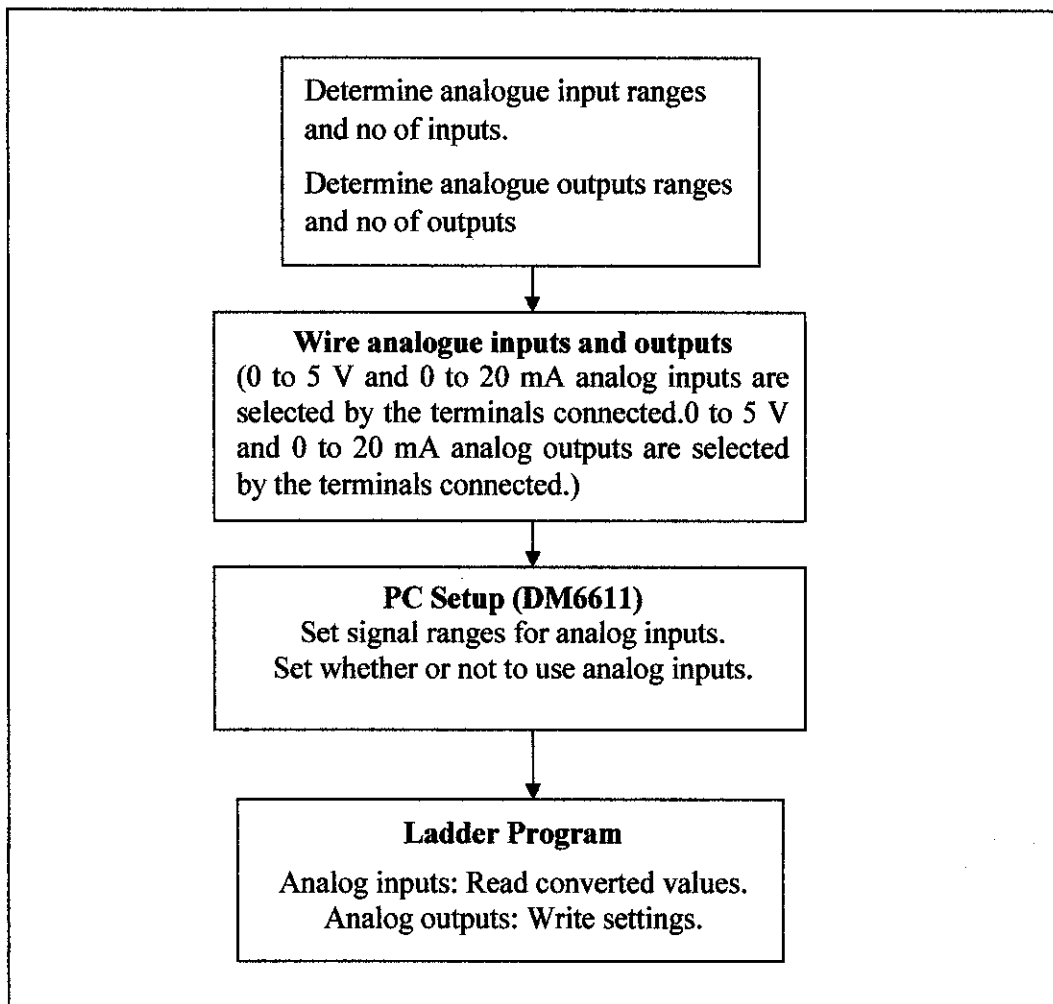 Determine analogue input ranges
and no of inputs.
Determine analogue outputs ranges
and no of outputs
Wire analogue inputs and outputs
(0 to 5 V and 0 to 20 mA analog inputs are
selected by the terminals connected.0 to 5 V
and 0 to 20 mA analog outputs are selected
by the terminals connected.)
PC Setup (DM6611)
Set signal ranges for analog inputs.
Set whether or not to use analog inputs.
Ladder Program
Analog inputs: Read converted values.
Analog outputs: Write settings.